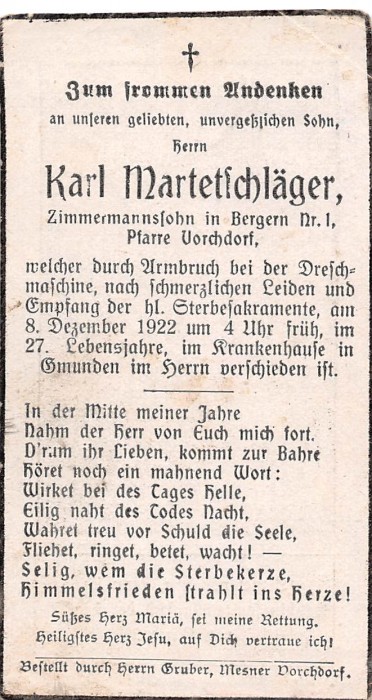 Zum frommen Andenken
an unseren geliebten, unvergeßlichen Sohn,
Herrn
Karl Martetschläger,
Zimmermannssohn in Bergern Nr. 1,
Pfarre Vorchdorf,
welcher durch Armbruch bei der Dresch-
maschine, nach schmerzlichen Leiden und
Empfang der hl. Sterbesakramente, am
8. Dezember 1922 um 4 Uhr früh, im
27. Lebensjahre, im Krankenhause in
Gmunden im Herrn verschieden ist.
In der Mitte meiner Jahre
Nahm der Herr von Euch mich fort.
D'rum ihr Lieben, kommt zur Bahre
Höret noch ein mahnend Wort:
Wirket bei des Tages Helle,
Eilig naht des Todes Nacht,
Wahret treu vor Schuld die Seele,
Fliehet, ringet, betet, wacht! —
Selig, wem die Sterbekerze,
Himmelsfrieden strahlt ins Herze!
Süßes Herz Mariä, sei meine Rettung.
Heiligstes Herz Jesu, auf Dich vertraue ich!
Bestellt durch Herrn Gruber, Mesner Vorchdorf.